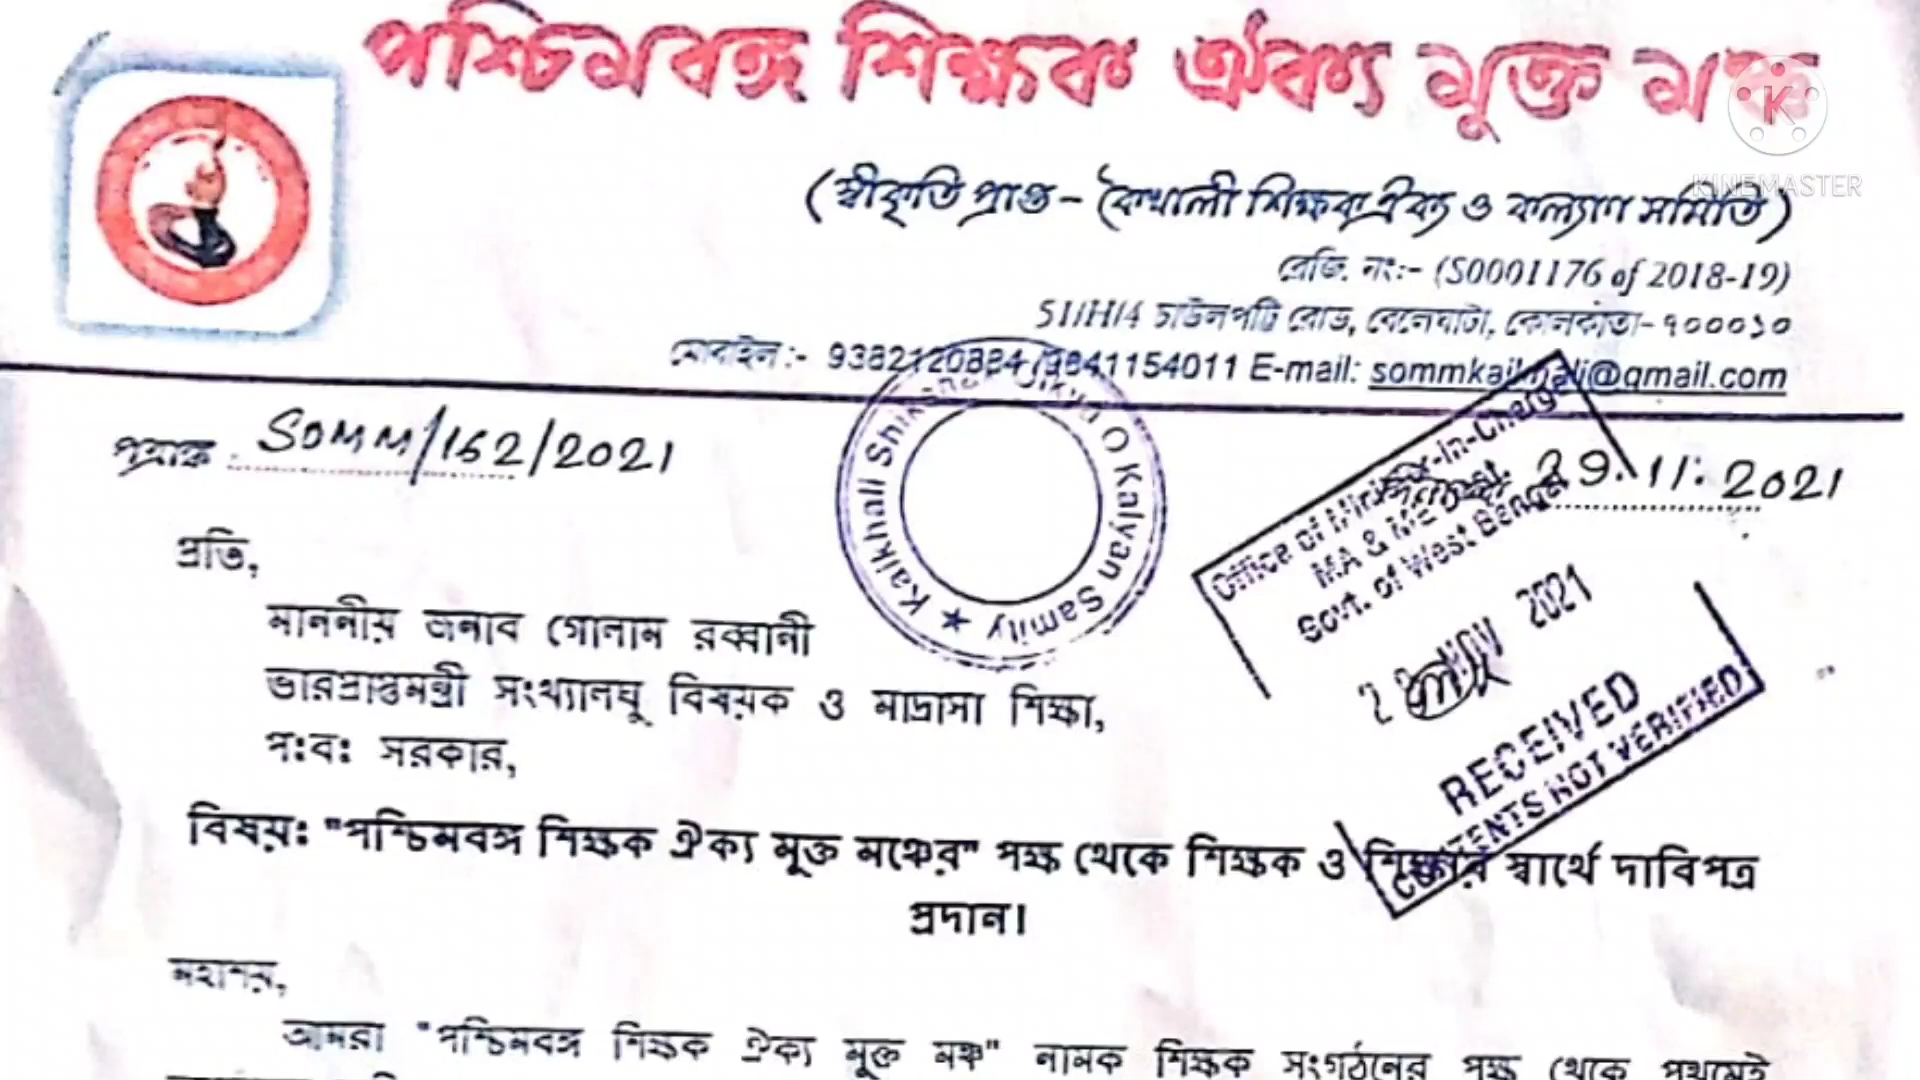 পশ্চিমবঙ্গ শিক্ষক ঐক্য মুক্ত মঞ্চ
KINEMASTER
(স্বীকৃতি প্রাপ্ত - কৈখালী শিক্ষক ঐক্য ও কল্যাণ সমিতি)
রেজি. নং:- (S0001176 of 2018-19)
51/H/4 চাউলপট্টি রোড, বেলেঘাটা, কোলকাতা- ৭০০০১০
মোবাইল :- 9382120884/9841154011 E-mail: sommkaikhali@gmail.com
পত্রাঙ্ক SOMM/162/2021
29.11.2021
Kaikhali Shikshak Oikya O Kalyan Samity ★
Office of Minister-In-Charge
MA & ME Dept.
Govt. of West Bengal
NOV 2021
RECEIVED
CONTENTS NOT VERIFIED
প্রতি,
মাননীয় জনাব গোলাম রব্বানী
ভারপ্রাপ্তমন্ত্রী সংখ্যালঘু বিষয়ক ও মাদ্রাসা শিক্ষা,
প:ব: সরকার,
বিষয়: "পশ্চিমবঙ্গ শিক্ষক ঐক্য মুক্ত মঞ্চের" পক্ষ থেকে শিক্ষক ও শিক্ষার স্বার্থে দাবিপত্র
প্রদান।
মহাশয়,
আমরা "পশ্চিমবঙ্গ শিক্ষক ঐক্য মুক্ত মঞ্চ" নামক শিক্ষক সংগঠনের পক্ষ থেকে প্রথমেই